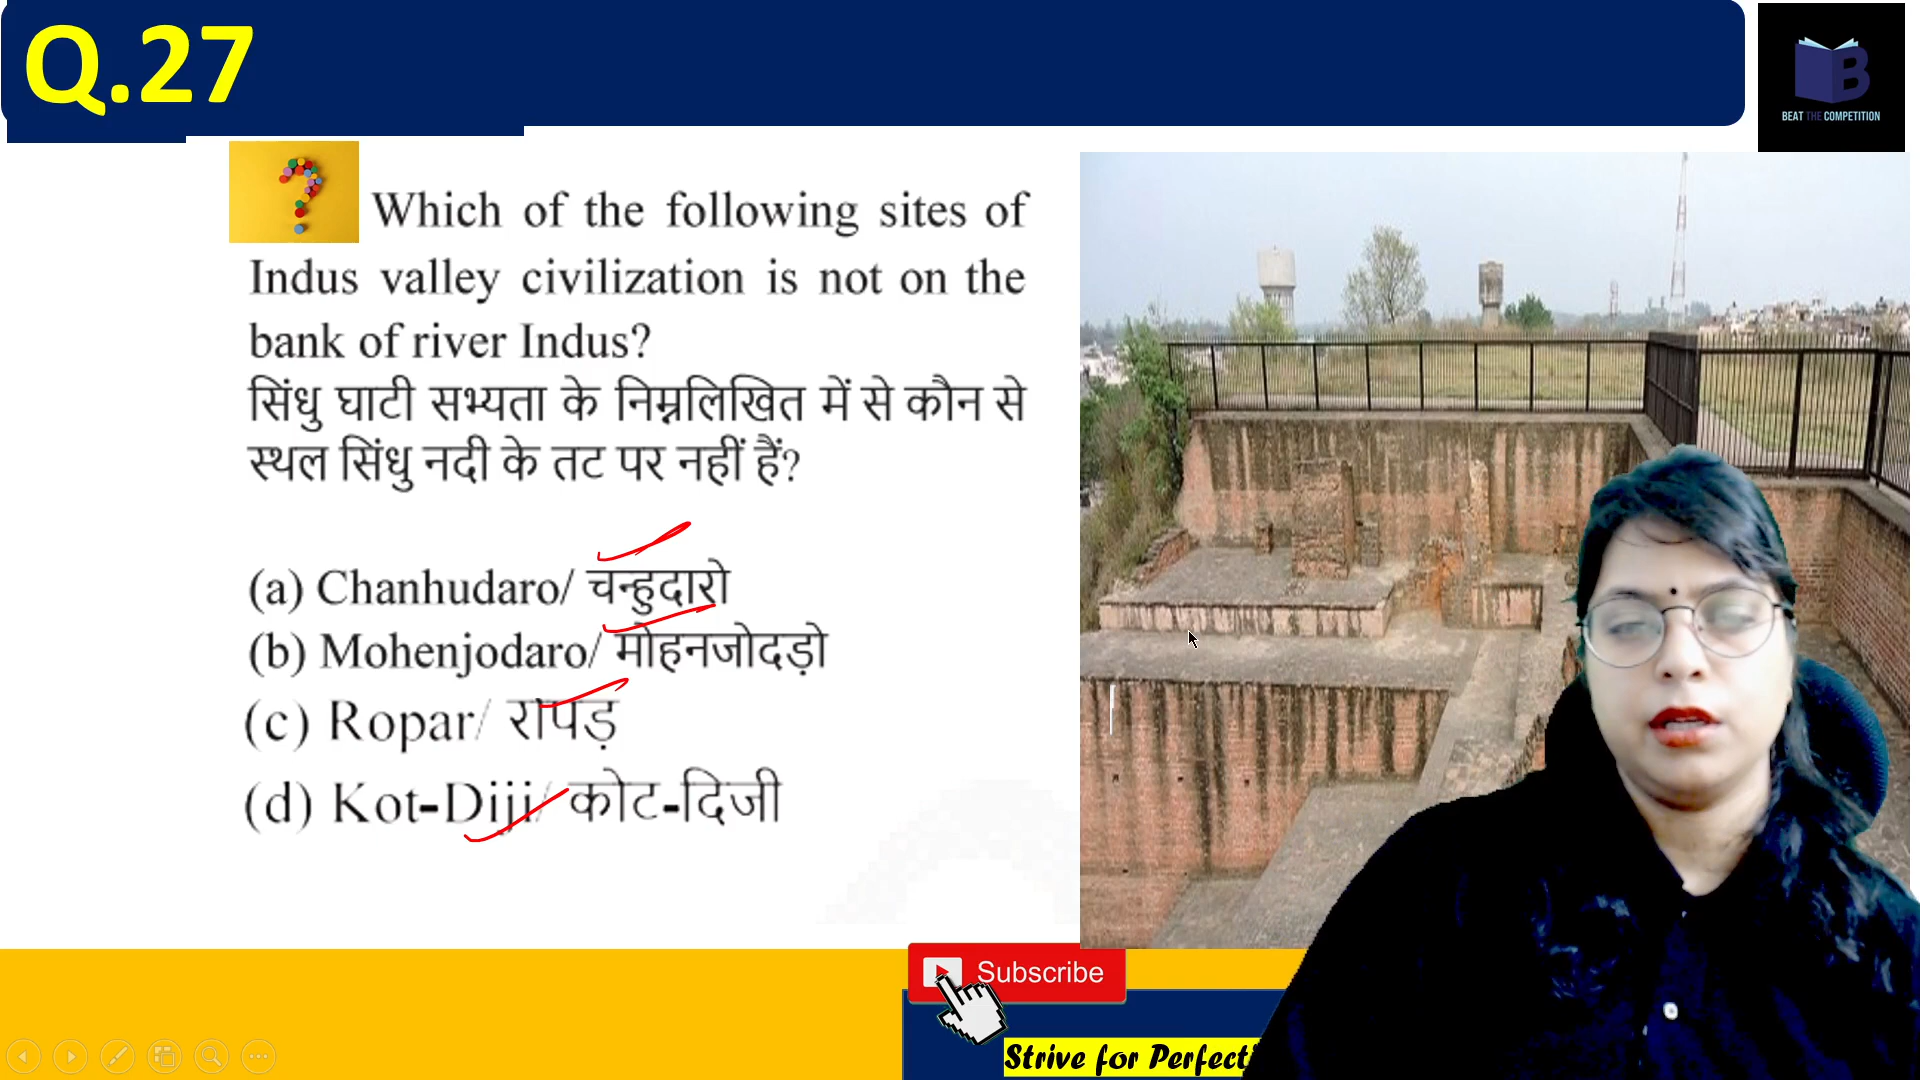 Q.27
BEAT THE COMPETITION
Which of the following sites of
Indus valley civilization is not on the
bank of river Indus?
सिंधु घाटी सभ्यता के निम्नलिखित में से कौन से
स्थल सिंधु नदी के तट पर नहीं हैं?
(a) Chanhudaro/ चन्हुदारो
(b) Mohenjodaro/ मोहनजोदड़ो
(c) Ropar/ रोपड़
(d) Kot-Diji/ कोट-दिजी
Subscribe
Strive for Perfecti